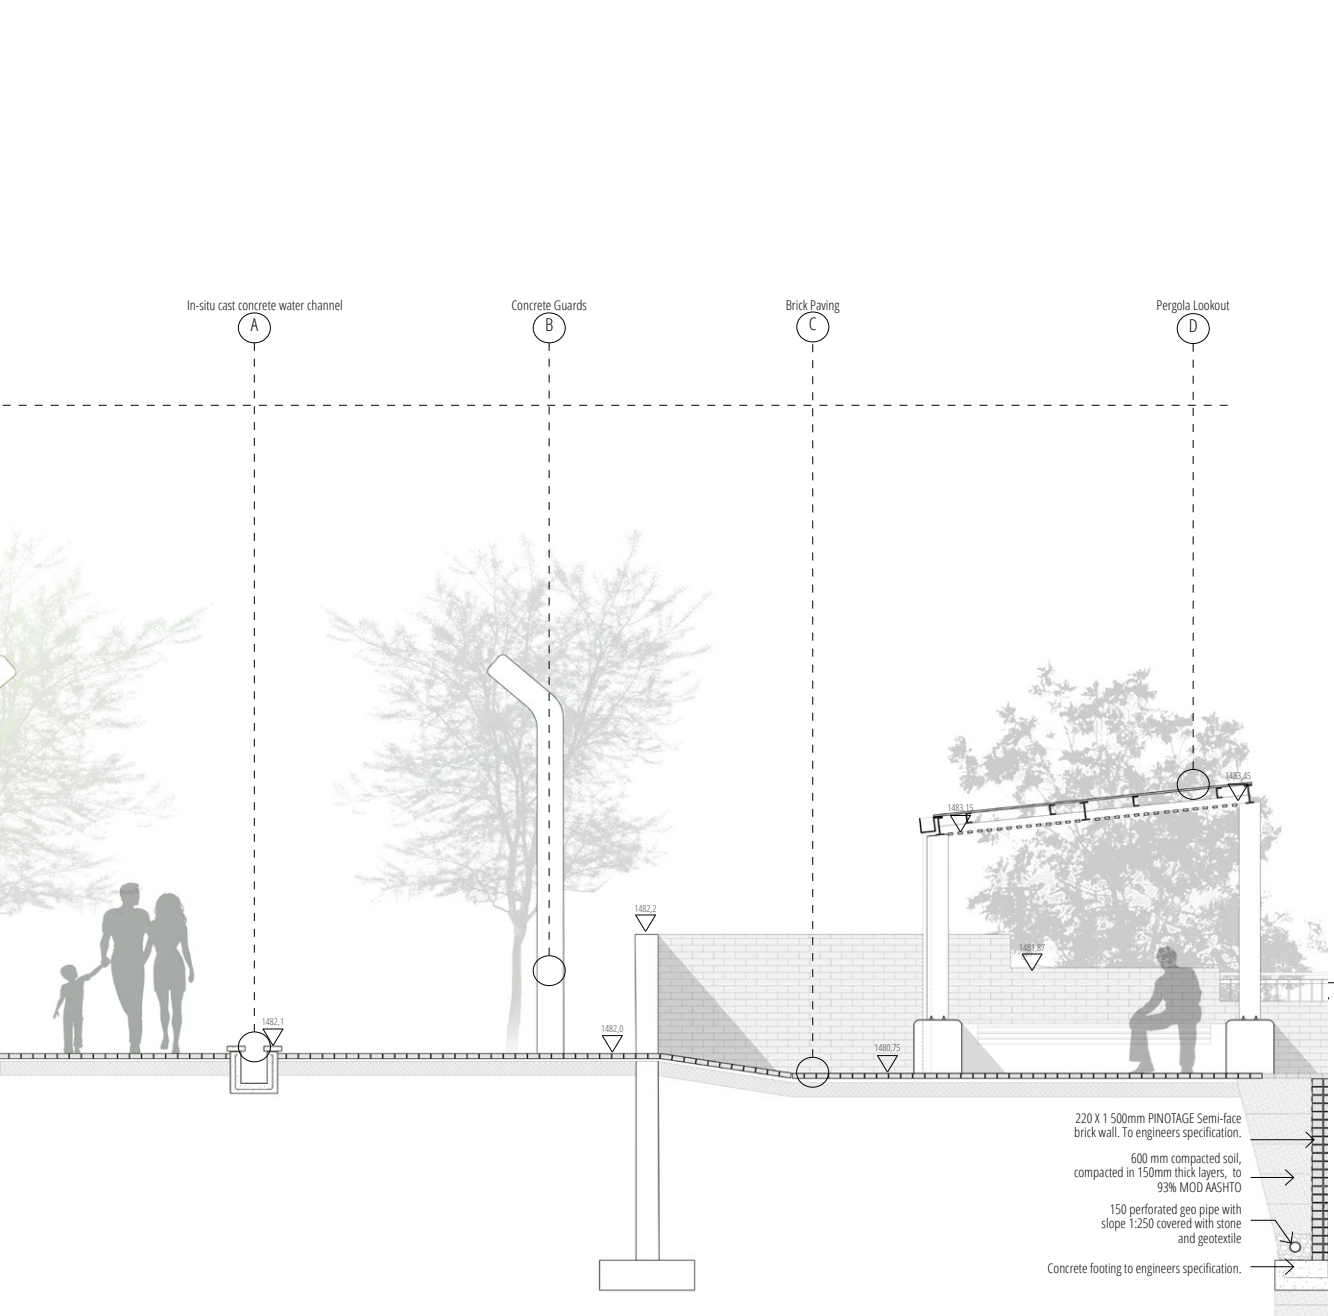 In-situ cast concrete water channel
A
Concrete Guards
B
Brick Paving
C
Pergola Lookout
D
1483,45
1483,15
1482,2
1481,87
1482,1
1482,0
1480,75
220 X 1 500mm PINOTAGE Semi-face
brick wall. To engineers specification.
600 mm compacted soil,
compacted in 150mm thick layers, to
93% MOD AASHTO
150 perforated geo pipe with
slope 1:250 covered with stone
and geotextile
Concrete footing to engineers specification.